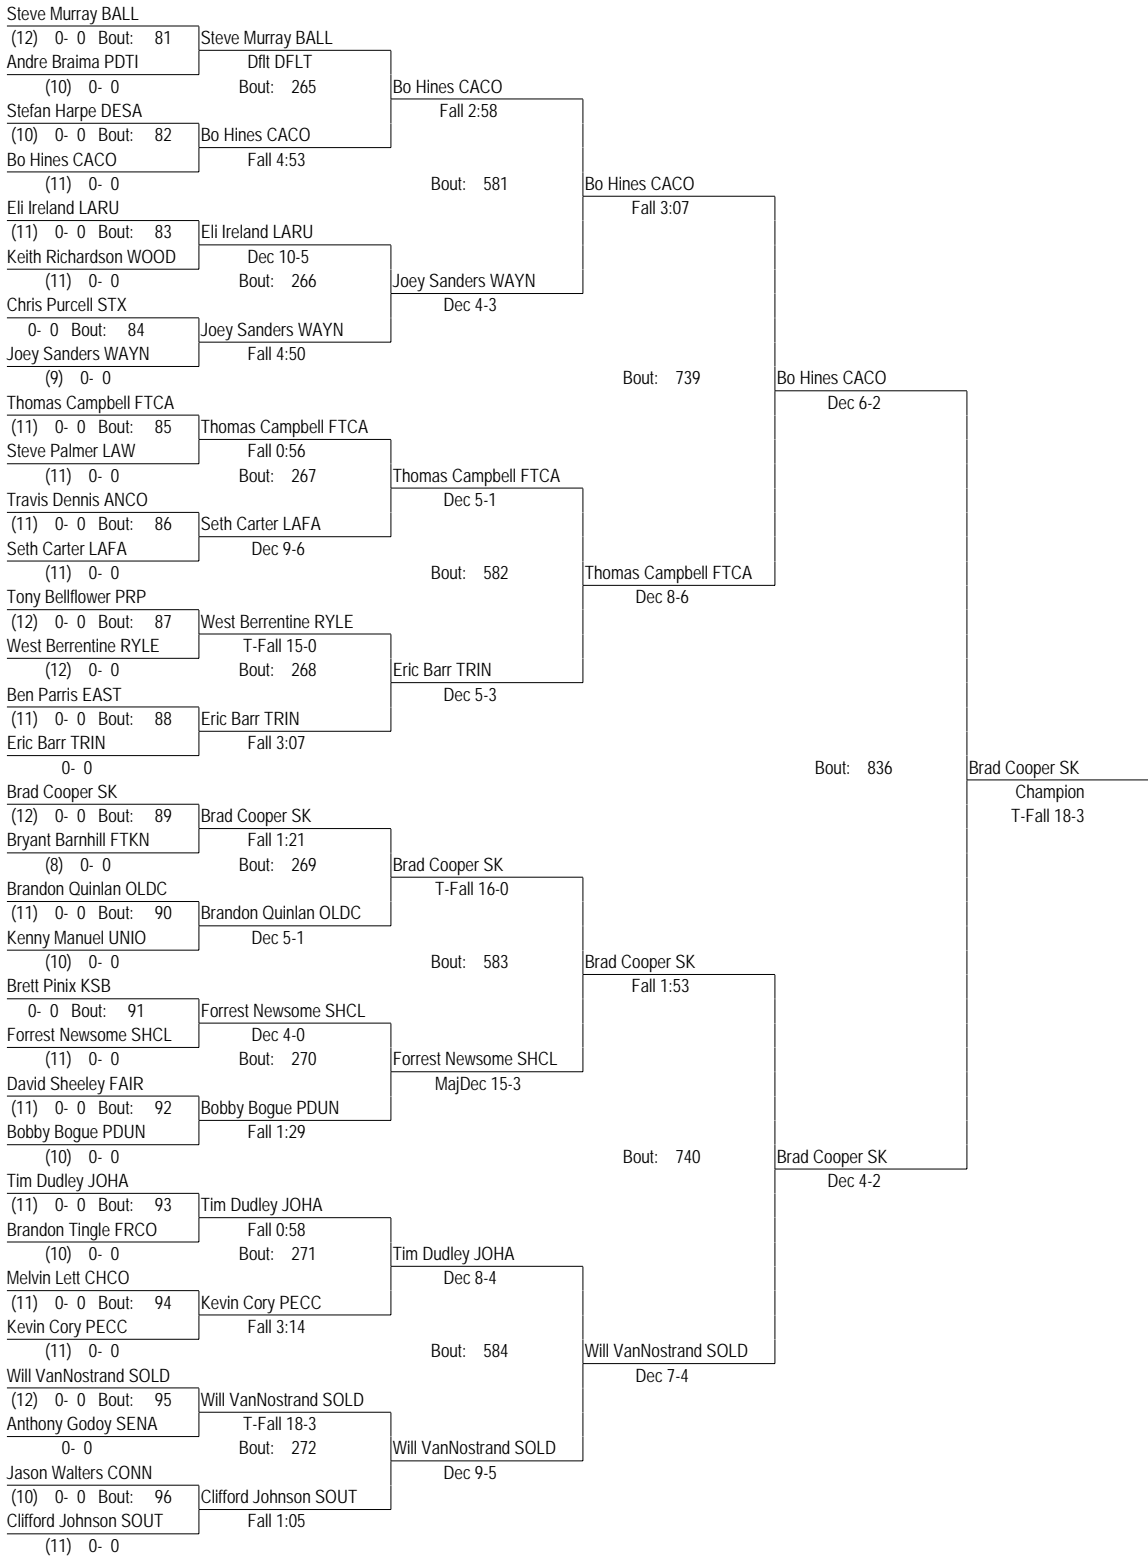 Steve Murray BALL
(12) 0- 0 Bout: 81 Steve Murray BALL
Andre Braima PDTI Dflt DFLT
(10) 0- 0 Bout: 265 Bo Hines CACO
Stefan Harpe DESA Fall 2:58
(10) 0- 0 Bout: 82 Bo Hines CACO
Bo Hines CACO Fall 4:53
(11) 0- 0 Bout: 581 Bo Hines CACO
Eli Ireland LARU Fall 3:07
(11) 0- 0 Bout: 83 Eli Ireland LARU
Keith Richardson WOOD Dec 10-5
(11) 0- 0 Bout: 266 Joey Sanders WAYN
Chris Purcell STX Dec 4-3
0- 0 Bout: 84 Joey Sanders WAYN
Joey Sanders WAYN Fall 4:50
(9) 0- 0 Bout: 739 Bo Hines CACO
Thomas Campbell FTCA Dec 6-2
(11) 0- 0 Bout: 85 Thomas Campbell FTCA
Steve Palmer LAW Fall 0:56
(11) 0- 0 Bout: 267 Thomas Campbell FTCA
Travis Dennis ANCO Dec 5-1
(11) 0- 0 Bout: 86 Seth Carter LAFA
Seth Carter LAFA Dec 9-6
(11) 0- 0 Bout: 582 Thomas Campbell FTCA
Tony Bellflower PRP Dec 8-6
(12) 0- 0 Bout: 87 West Berrentine RYLE
West Berrentine RYLE T-Fall 15-0
(12) 0- 0 Bout: 268 Eric Barr TRIN
Ben Parris EAST Dec 5-3
(11) 0- 0 Bout: 88 Eric Barr TRIN
Eric Barr TRIN Fall 3:07
0- 0 Bout: 836 Brad Cooper SK
Brad Cooper SK Champion
(12) 0- 0 Bout: 89 Brad Cooper SK T-Fall 18-3
Bryant Barnhill FTKN Fall 1:21
(8) 0- 0 Bout: 269 Brad Cooper SK
Brandon Quinlan OLDC T-Fall 16-0
(11) 0- 0 Bout: 90 Brandon Quinlan OLDC
Kenny Manuel UNIO Dec 5-1
(10) 0- 0 Bout: 583 Brad Cooper SK
Brett Pinix KSB Fall 1:53
0- 0 Bout: 91 Forrest Newsome SHCL
Forrest Newsome SHCL Dec 4-0
(11) 0- 0 Bout: 270 Forrest Newsome SHCL
David Sheeley FAIR MajDec 15-3
(11) 0- 0 Bout: 92 Bobby Bogue PDUN
Bobby Bogue PDUN Fall 1:29
(10) 0- 0 Bout: 740 Brad Cooper SK
Tim Dudley JOHA Dec 4-2
(11) 0- 0 Bout: 93 Tim Dudley JOHA
Brandon Tingle FRCO Fall 0:58
(10) 0- 0 Bout: 271 Tim Dudley JOHA
Melvin Lett CHCO Dec 8-4
(11) 0- 0 Bout: 94 Kevin Cory PECC
Kevin Cory PECC Fall 3:14
(11) 0- 0 Bout: 584 Will VanNostrand SOLD
Will VanNostrand SOLD Dec 7-4
(12) 0- 0 Bout: 95 Will VanNostrand SOLD
Anthony Godoy SENA T-Fall 18-3
0- 0 Bout: 272 Will VanNostrand SOLD
Jason Walters CONN Dec 9-5
(10) 0- 0 Bout: 96 Clifford Johnson SOUT
Clifford Johnson SOUT Fall 1:05
(11) 0- 0